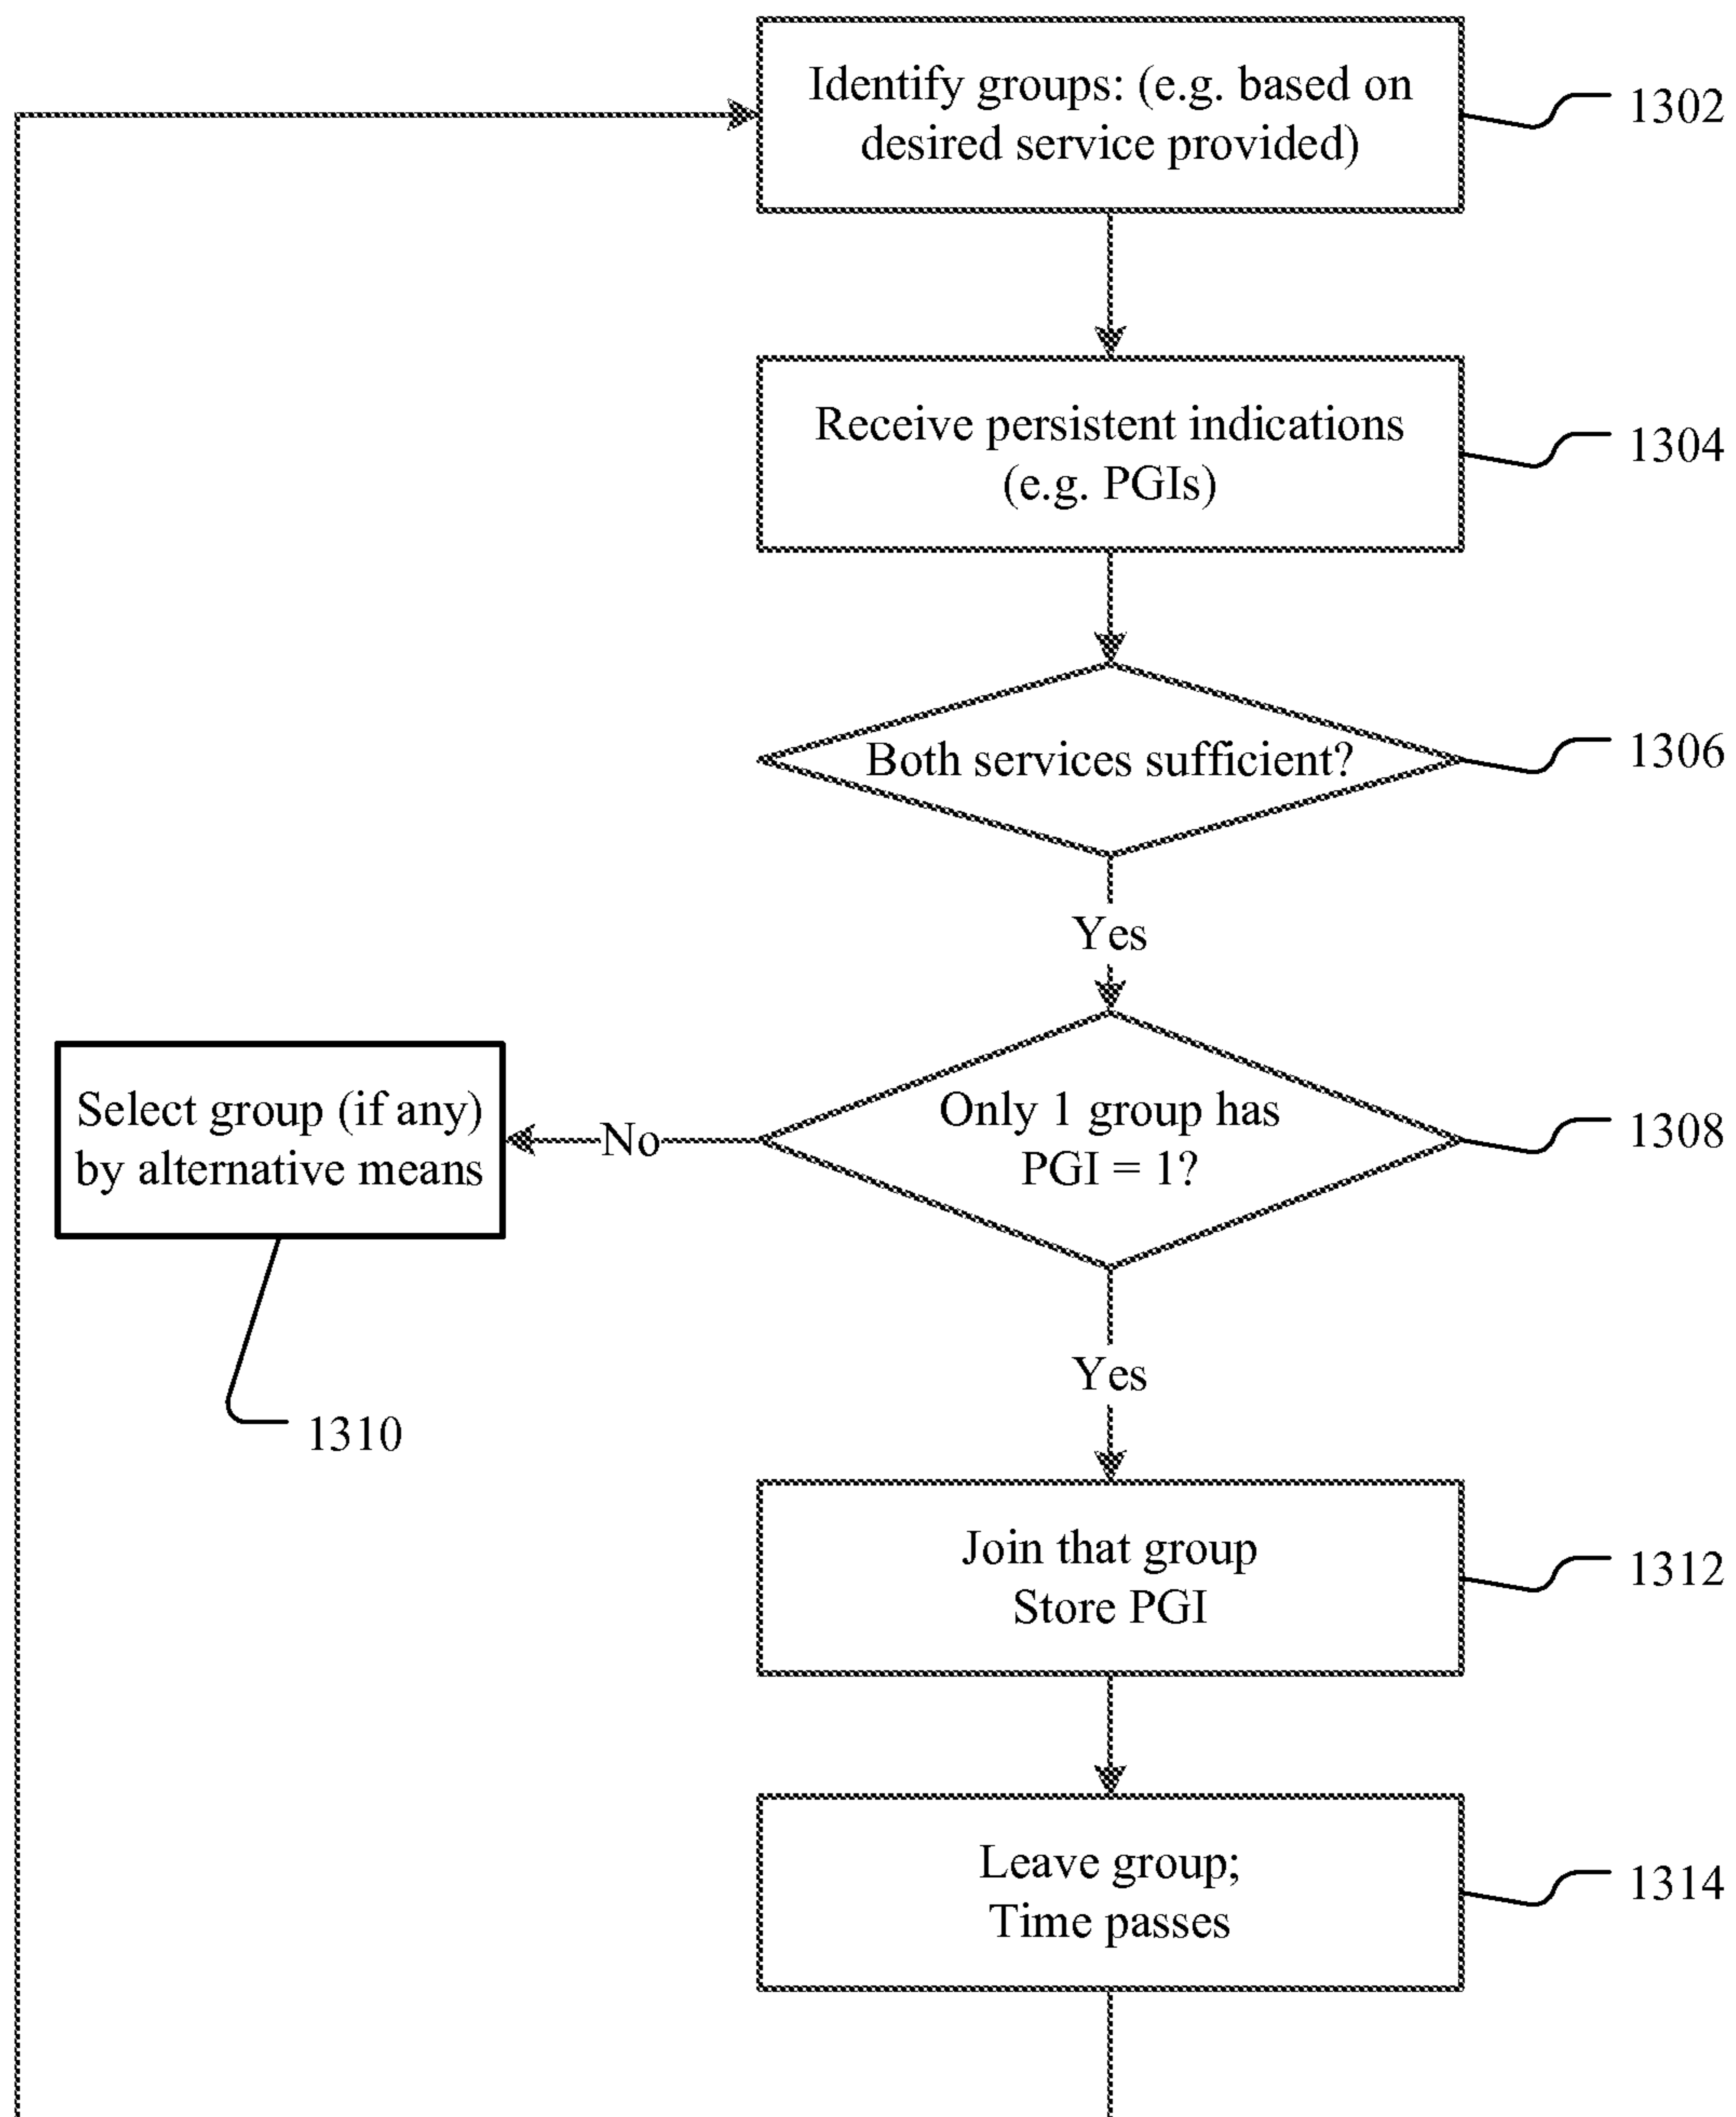 Identify groups: (e.g. based on
desired service provided)
1302
Receive persistent indications
(e.g. PGIs)
1304
Both services sufficient?
1306
Yes
Only 1 group has
PGI = 1?
1308
No
Select group (if any)
by alternative means
1310
Yes
Join that group
Store PGI
1312
Leave group;
Time passes
1314